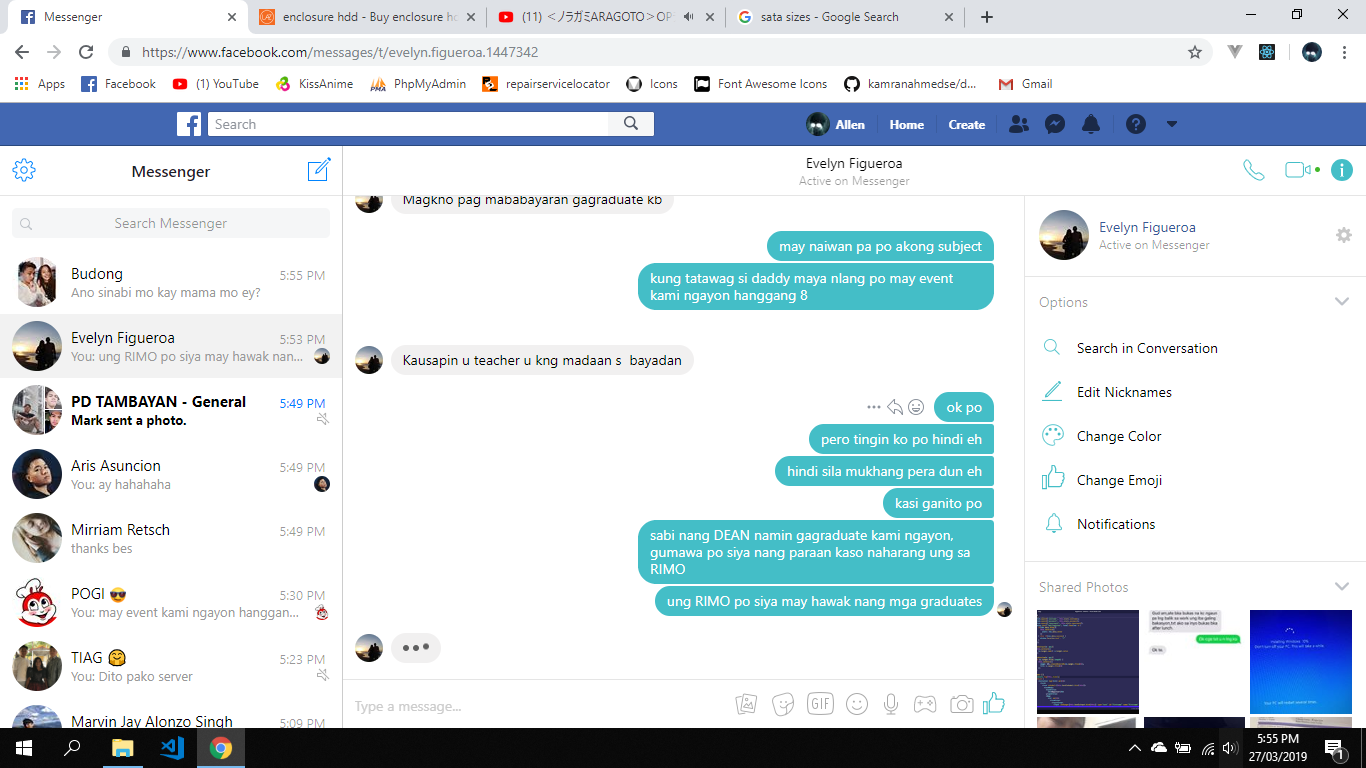 Messenger
enclosure hdd - Buy enclosure hd
(11) ＜ノラガミARAGOTO＞OP
sata sizes - Google Search
https://www.facebook.com/messages/t/evelyn.figueroa.1447342
Apps
Facebook
(1) YouTube
KissAnime
PhpMyAdmin
repairservicelocator
Icons
Font Awesome Icons
kamranahmedse/d...
Gmail
Search
Allen
Home
Create
Messenger
Search Messenger
Budong
5:55 PM
Ano sinabi mo kay mama mo ey?
Evelyn Figueroa
5:53 PM
You: ung RIMO po siya may hawak nan...
PD TAMBAYAN - General
5:49 PM
Mark sent a photo.
Aris Asuncion
5:49 PM
You: ay hahahaha
Mirriam Retsch
5:49 PM
thanks bes
POGI 😎
5:30 PM
You: may event kami ngayon hanggan...
TIAG 🤗
5:23 PM
You: Dito pako server
Marvin Jay Alonzo Singh
5:09 PM
Evelyn Figueroa
Active on Messenger
Magkno pag mababayaran gagraduate kb
may naiwan pa po akong subject
kung tatawag si daddy maya nlang po may event
kami ngayon hanggang 8
Kausapin u teacher u kng madaan s bayadan
ok po
pero tingin ko po hindi eh
hindi sila mukhang pera dun eh
kasi ganito po
sabi nang DEAN namin gagraduate kami ngayon,
gumawa po siya nang paraan kaso naharang ung sa
RIMO
ung RIMO po siya may hawak nang mga graduates
Type a message...
GIF
Evelyn Figueroa
Active on Messenger
Options
Search in Conversation
Edit Nicknames
Change Color
Change Emoji
Notifications
Shared Photos
5:55 PM
27/03/2019
1